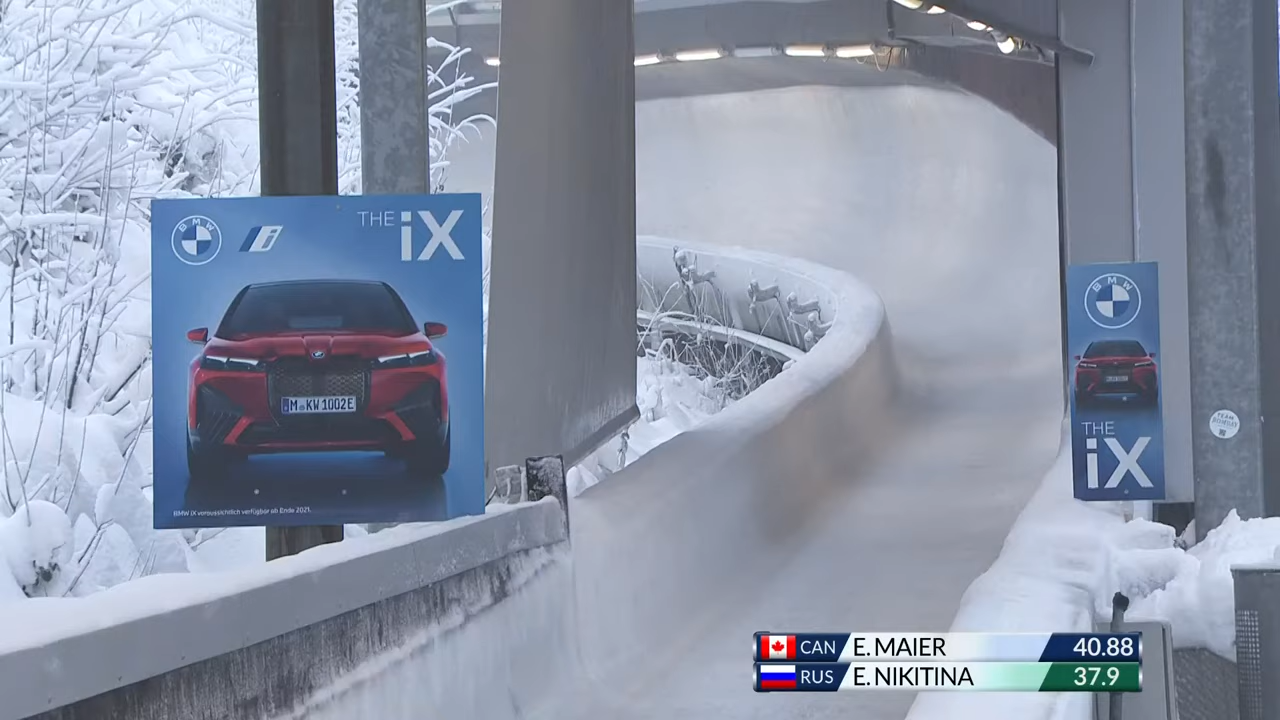 BMW
THE iX
M KW 1002E
BMW iX voraussichtlich verfügbar ab Ende 2021.
BMW
THE
iX
TEAM
CAN E. MAIER 40.88
RUS E. NIKITINA 37.9